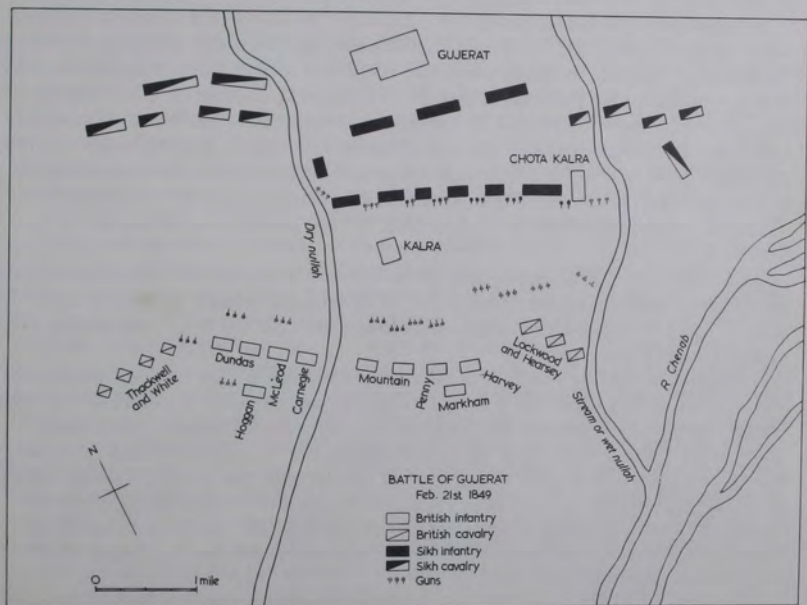 GUJERAT
CHOTA KALRA
Dry nullah
KALRA
R Chenab
Thackwell
and White
Dundas
Hoggan
McLeod
Carnegie
Mountain
Penny
Markham
Harvey
Lockwood
and Hearsey
Stream or wet nullah
N
BATTLE OF GUJERAT
Feb. 21st 1849
British infantry
British cavalry
Sikh infantry
Sikh cavalry
Guns
0 1 mile